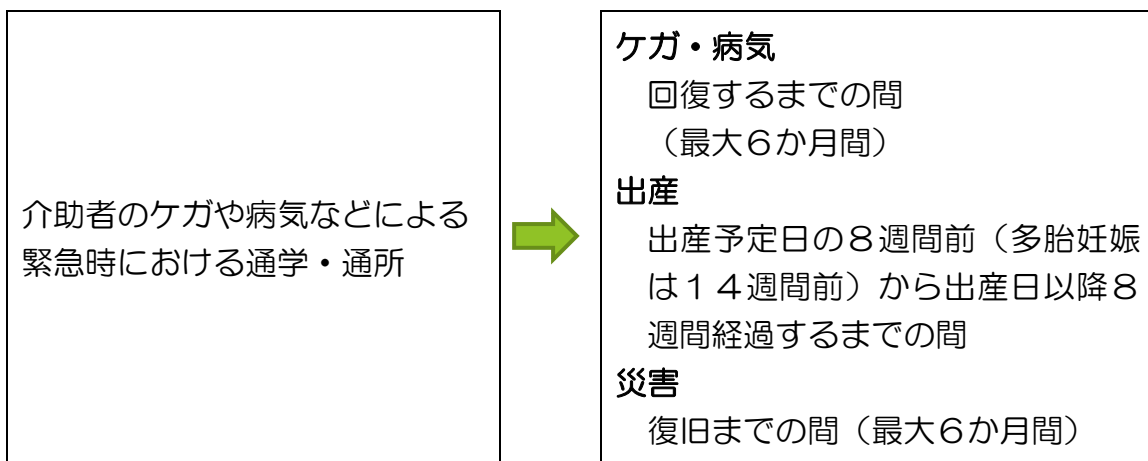 介助者のケガや病気などによる
緊急時における通学・通所
ケガ・病気
回復するまでの間
（最大６か月間）
出産
出産予定日の８週間前（多胎妊娠
は１４週間前）から出産日以降８
週間経過するまでの間
災害
復旧までの間（最大６か月間）